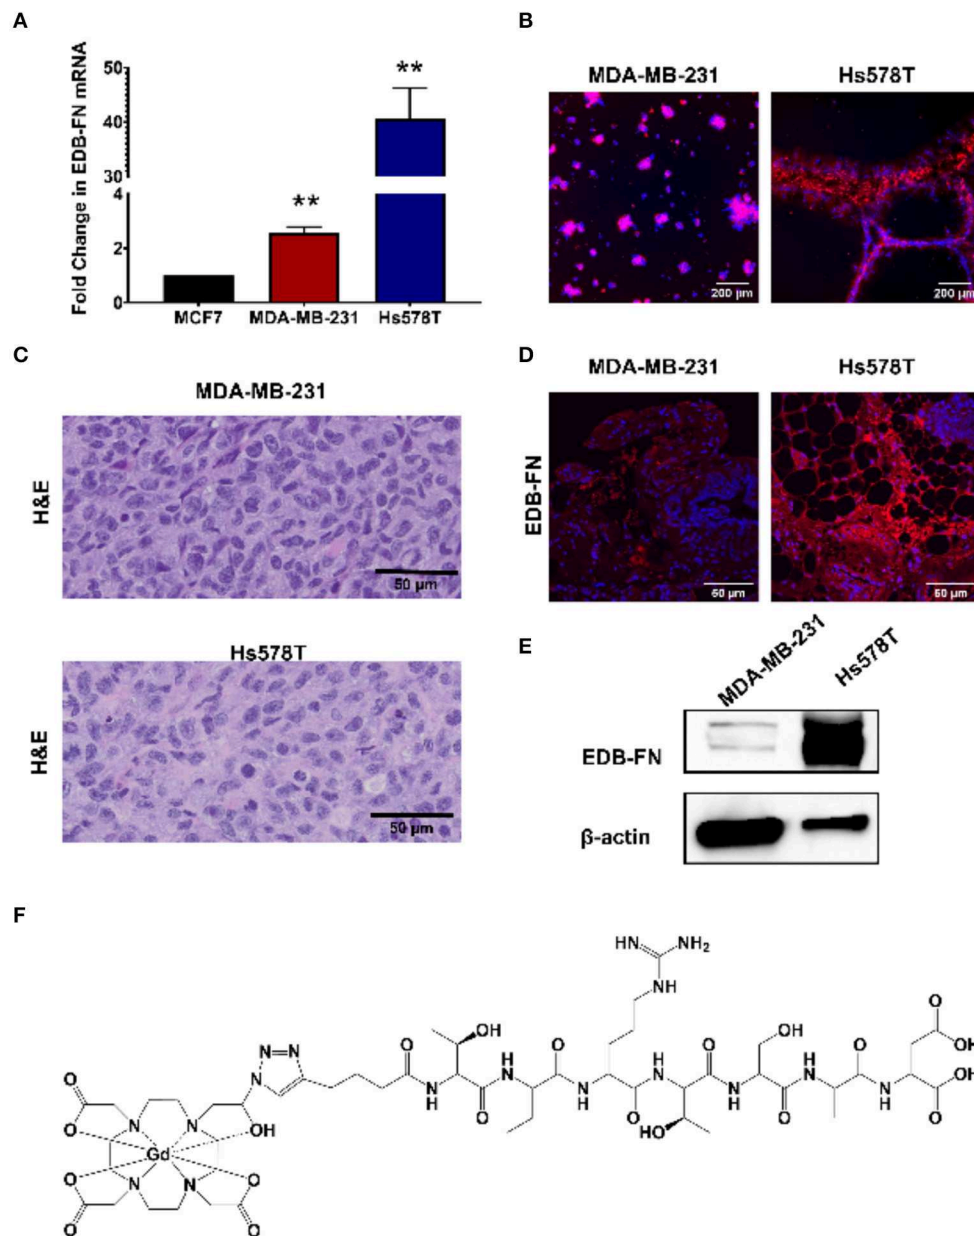 A
Fold Change in EDB-FN mRNA
50
40
30
4
2
0
**
**
MCF7
MDA-MB-231
Hs578T
B
MDA-MB-231
Hs578T
200 µm
200 µm
C
MDA-MB-231
H&E
50 µm
Hs578T
H&E
50 µm
D
MDA-MB-231
Hs578T
EDB-FN
50 µm
50 µm
E
MDA-MB-231
Hs578T
EDB-FN
β-actin
F
HN
NH2
NH
OH
O
O
O
O
OH
O
O
OH
N
N
N
N
H
N
H
N
H
N
H
N
H
N
H
N
H
O
O
O
O
OH
HO
O
O
N
N
OH
Gd
O
O
N
N
O
O